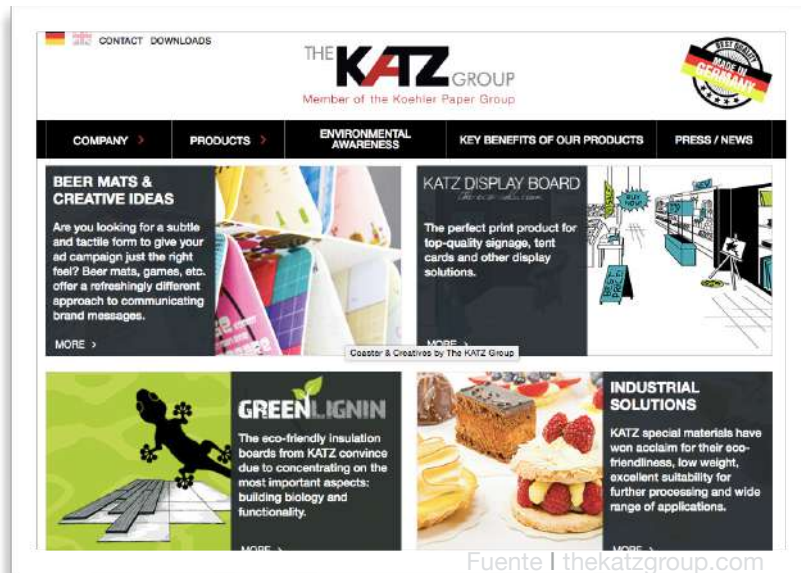 CONTACT DOWNLOADS
THE KATZ GROUP
Member of the Koehler Paper Group
BEST QUALITY
MADE IN
GERMANY
COMPANY >
PRODUCTS >
ENVIRONMENTAL
AWARENESS
KEY BENEFITS OF OUR PRODUCTS
PRESS / NEWS
BEER MATS &
CREATIVE IDEAS
Are you looking for a subtle
and tactile form to give your
ad campaign just the right
feel? Beer mats, games, etc.
offer a refreshingly different
approach to communicating
brand messages.
MORE >
KATZ DISPLAY BOARD
The perfect print product for
top-quality signage, tent
cards and other display
solutions.
MORE >
BUY
NOW!
NEW
BEST
PRICE
Coaster & Creatives by The KATZ Group
GREENLIGNIN
The eco-friendly insulation
boards from KATZ convince
due to concentrating on the
most important aspects:
building biology and
functionality.
MORE >
INDUSTRIAL
SOLUTIONS
KATZ special materials have
won acclaim for their eco-
friendliness, low weight,
excellent suitability for
further processing and wide
range of applications.
MORE >
Fuente | thekatzgroup.com